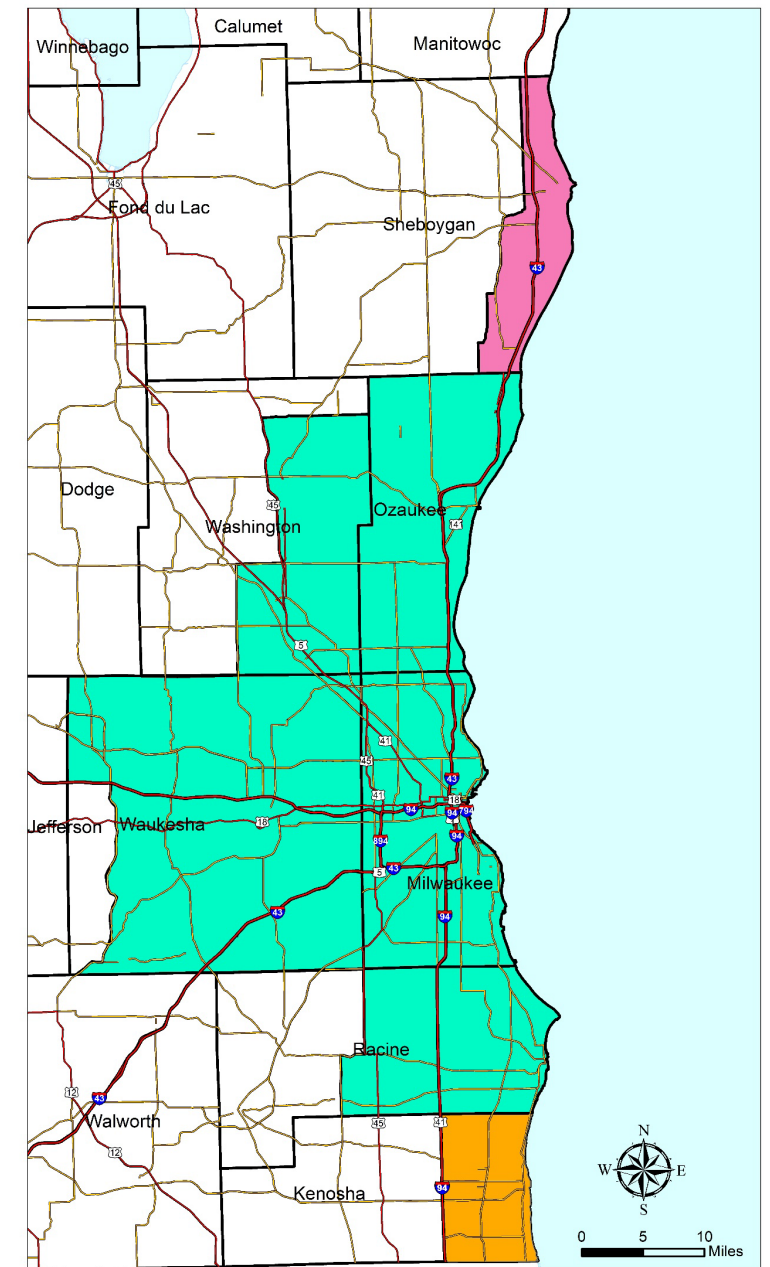 Calumet
Winnebago
Manitowoc
45
Fond du Lac
Sheboygan
43
Dodge
45
Washington
Ozaukee
141
5
41
45
43
41
18
94
94
794
Jefferson
Waukesha
18
94
894
43
5
Milwaukee
43
94
Racine
12
43
Walworth
45
41
12
Kenosha
94
N
W
E
S
0
5
10
Miles